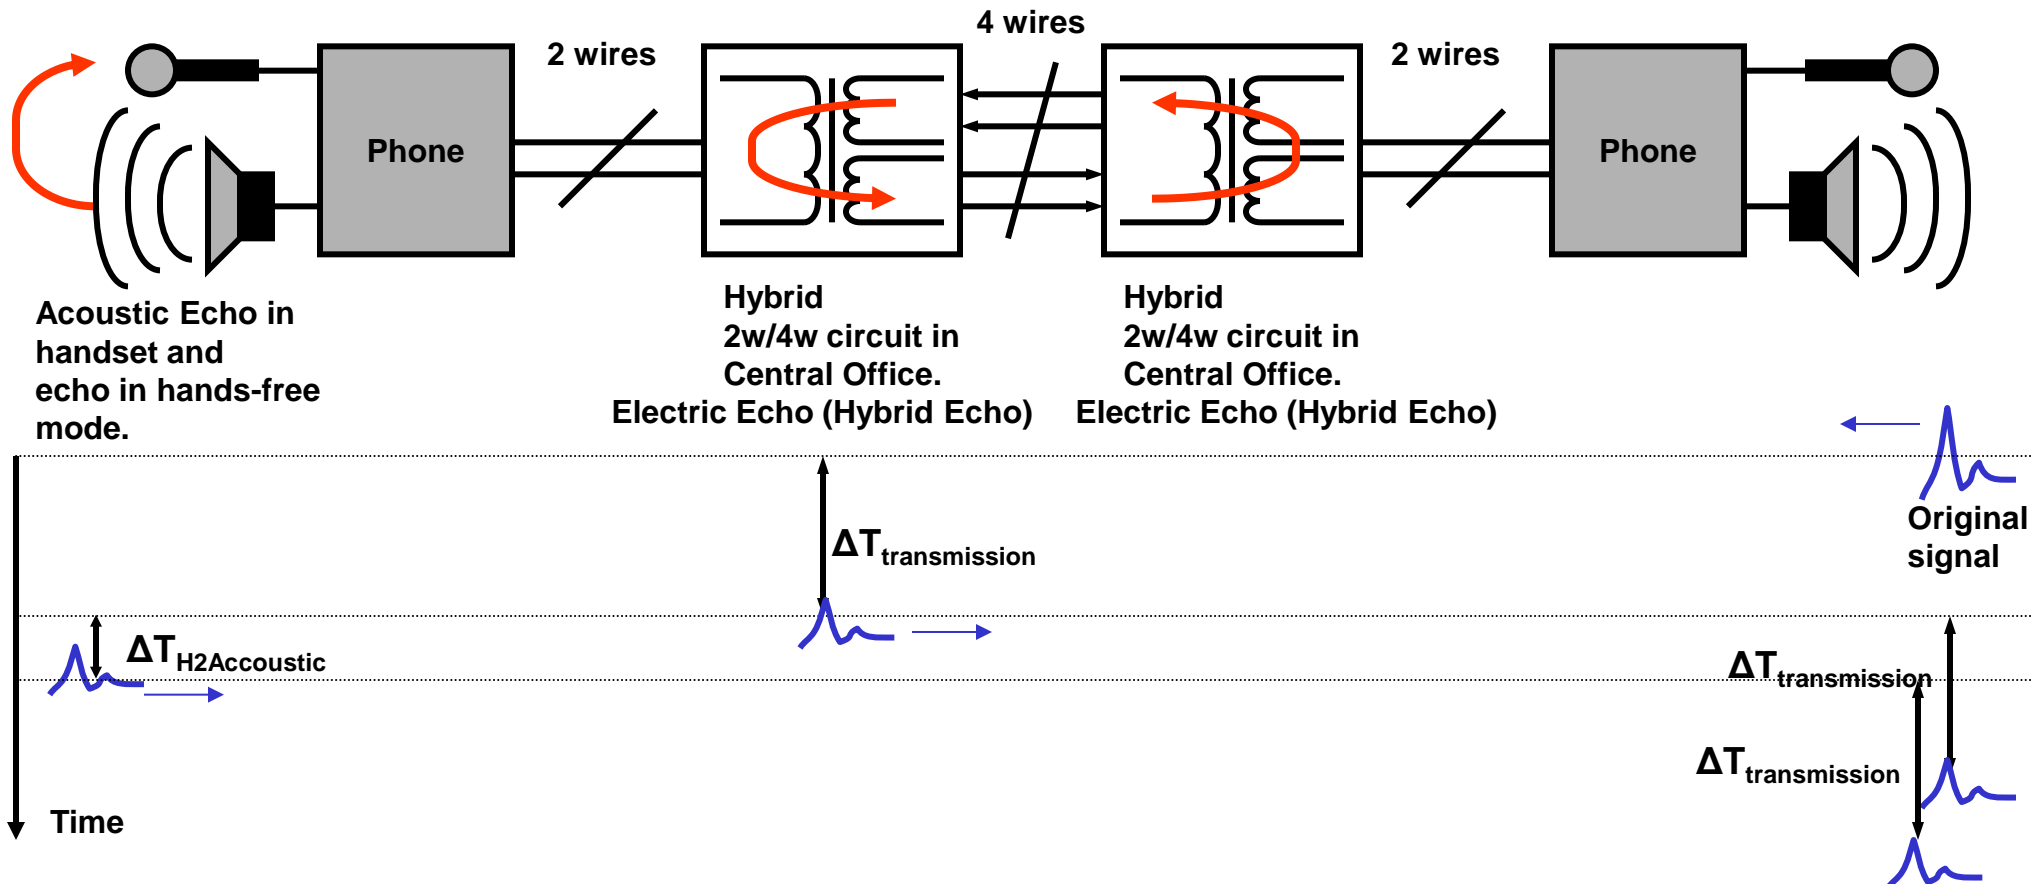 4 wires
2 wires
2 wires
Phone
Phone
Acoustic Echo in
handset and
echo in hands-free
mode.
Hybrid
2w/4w circuit in
Central Office.
Electric Echo (Hybrid Echo)
Hybrid
2w/4w circuit in
Central Office.
Electric Echo (Hybrid Echo)
Original
signal
ΔTtransmission
ΔTH2Accoustic
ΔTtransmission
ΔTtransmission
Time